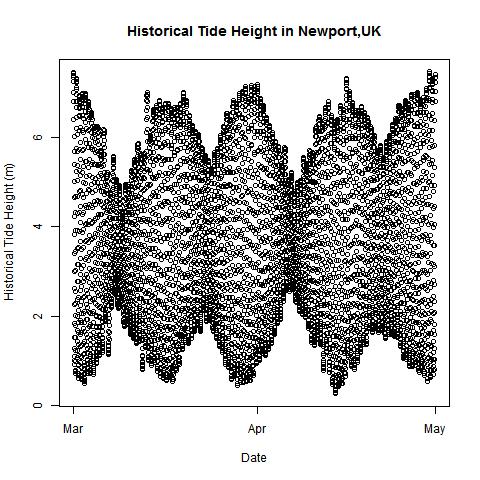 Historical Tide Height in Newport,UK
Historical Tide Height (m)
6
4
2
0
Mar
Apr
May
Date